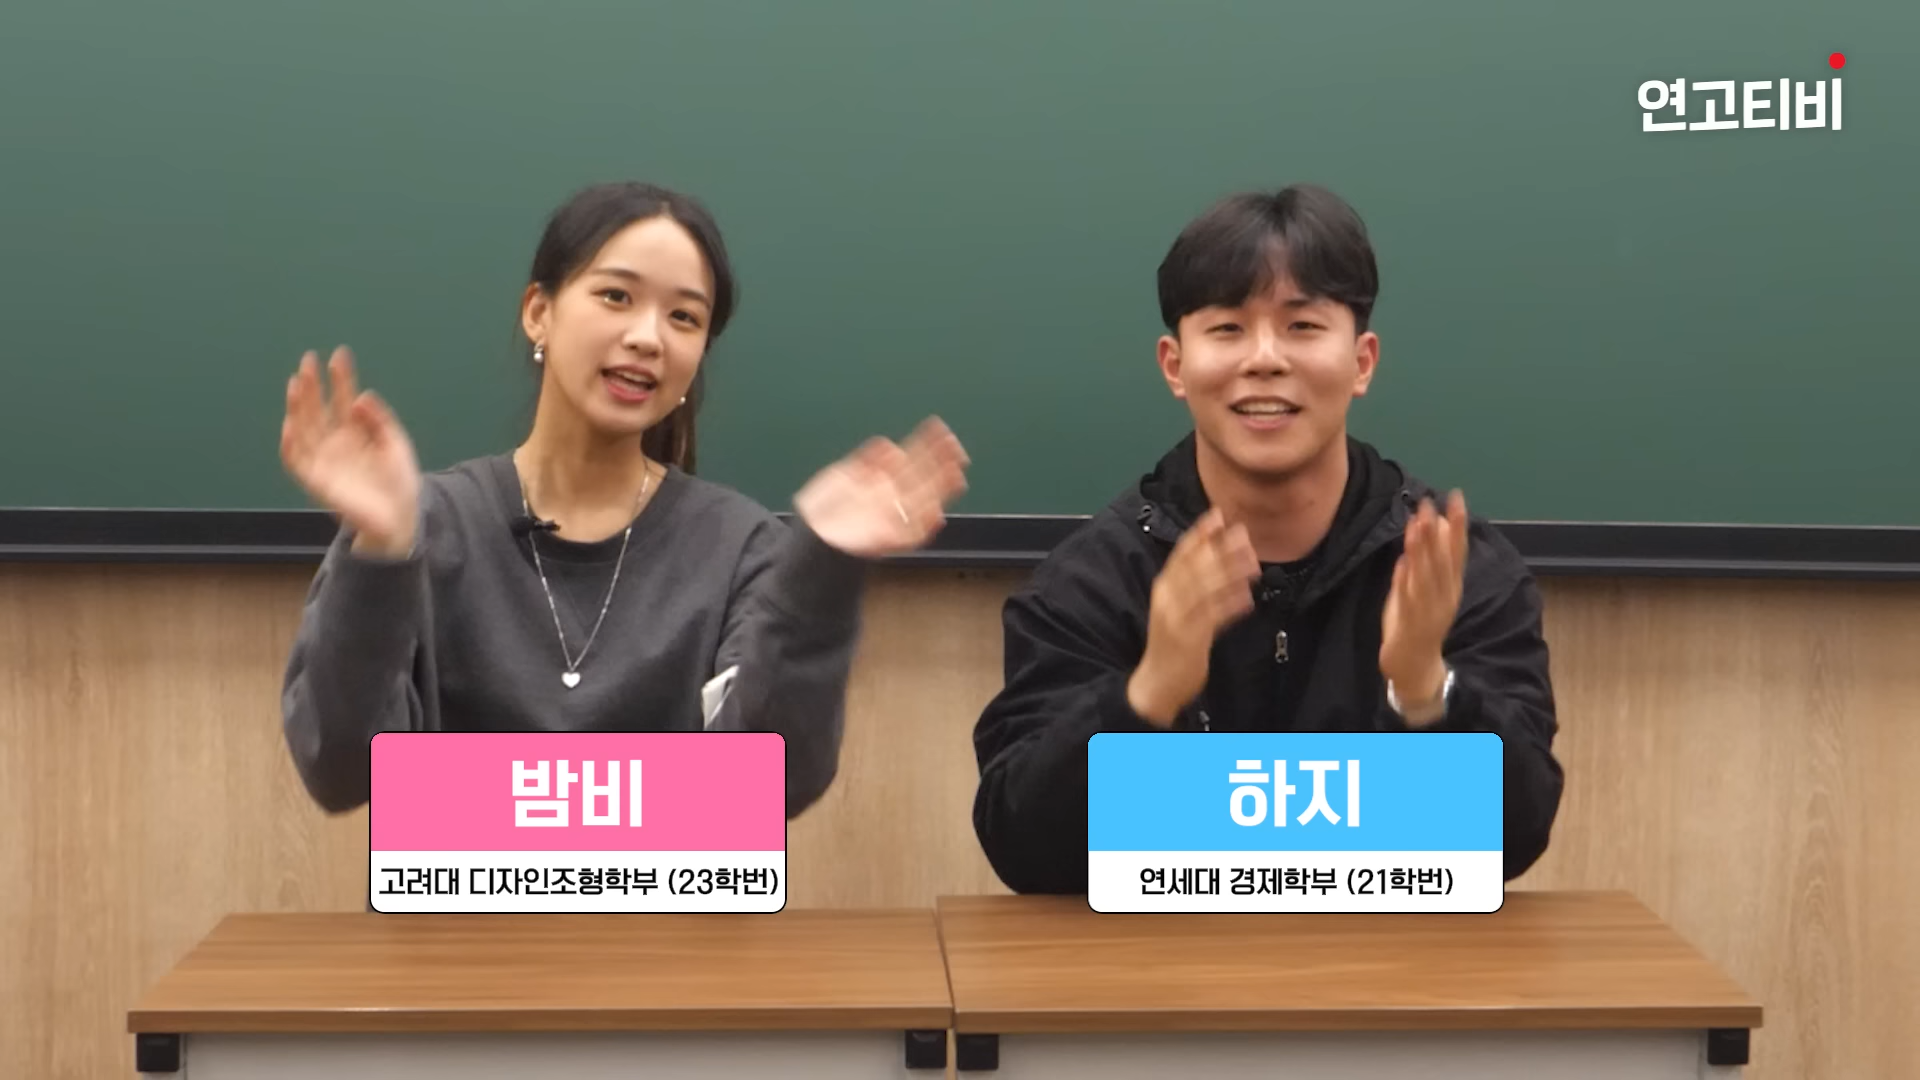 연고티비
밤비
고려대 디자인조형학부 (23학번)
하지
연세대 경제학부 (21학번)